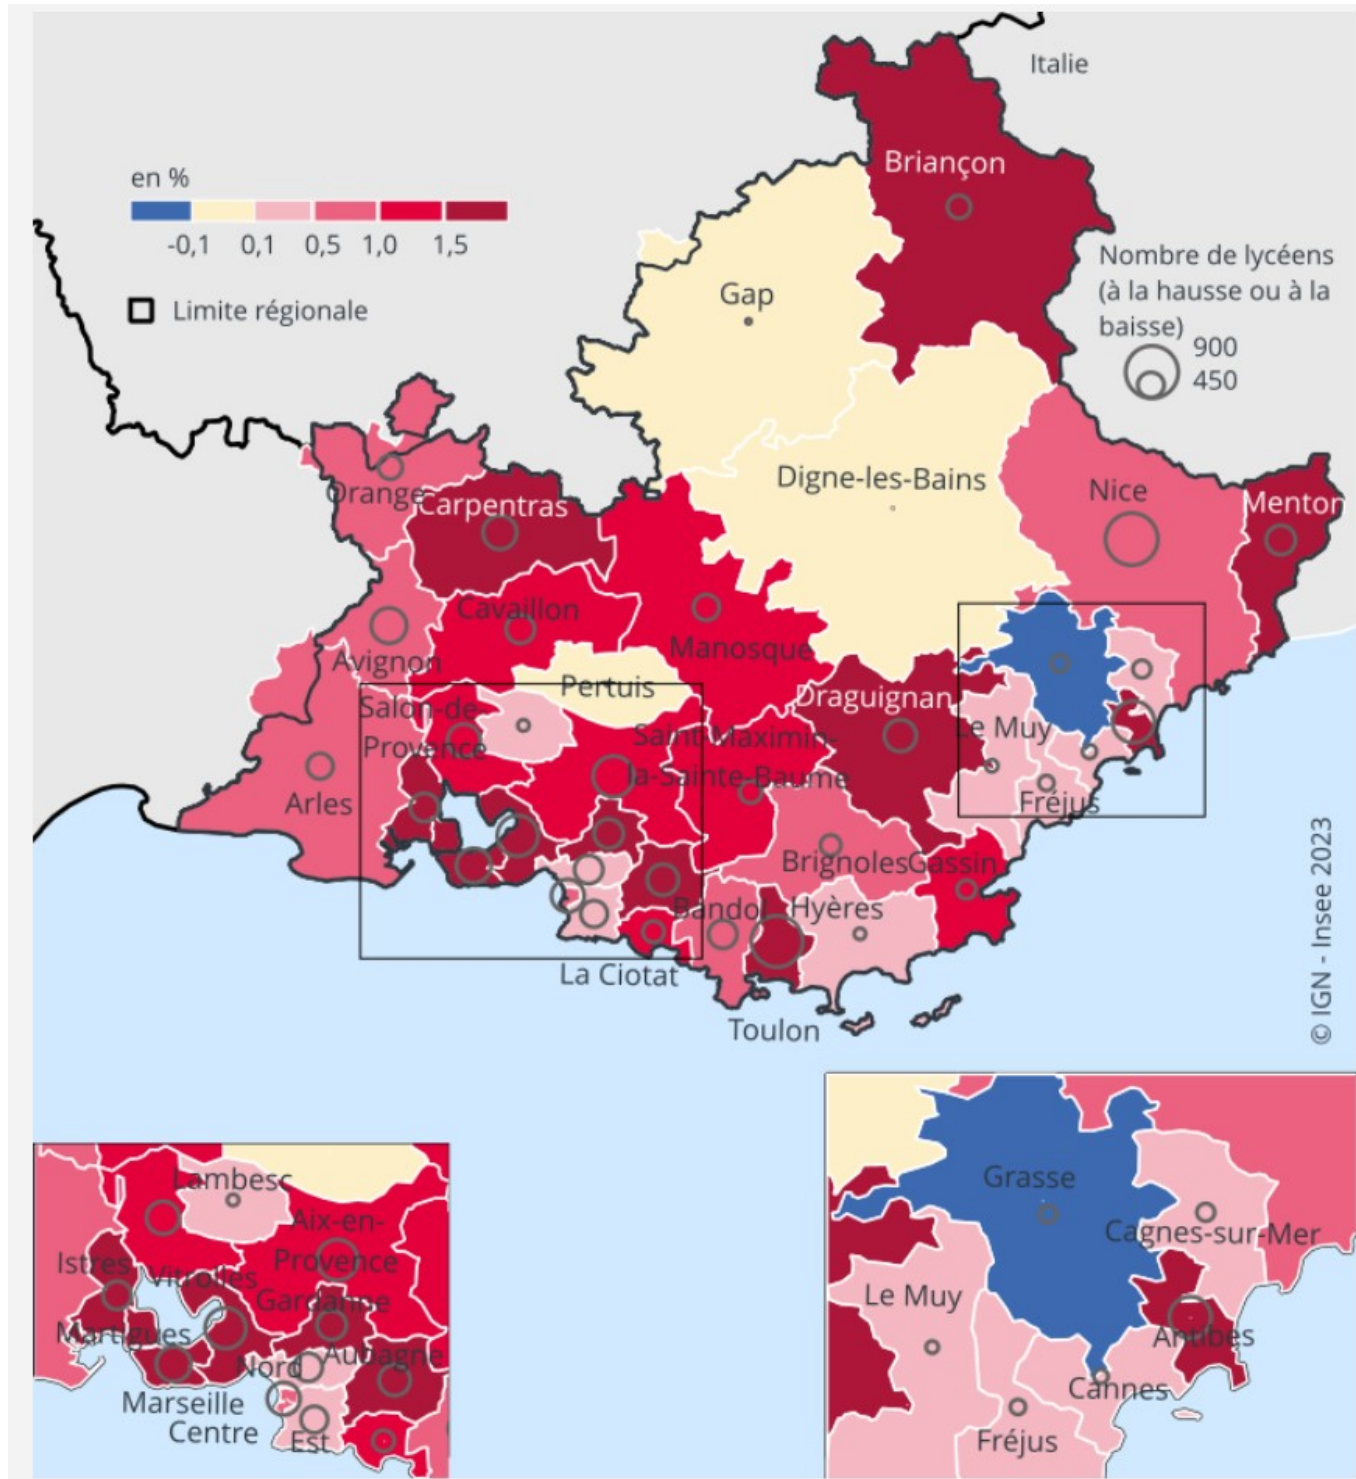 Italie
Briançon
en %
-0,1
0,1
0,5
1,0
1,5
Limite régionale
Nombre de lycéens
(à la hausse ou à la
baisse)
900
450
Gap
Digne-les-Bains
Nice
Menton
Orange
Carpentras
Cavaillon
Manosque
Avignon
Pertuis
Draguignan
Salon-de-
Provence
Saint-Maximin-
la-Sainte-Baume
Le Muy
Arles
Fréjus
Brignoles
Gassin
Bandol
Hyères
La Ciotat
Toulon
© IGN - Insee 2023
Lambesc
Aix-en-
Provence
Istres
Vitrolles
Gardanne
Martigues
Nord
Aubagne
Marseille
Centre
Est
Grasse
Cagnes-sur-Mer
Le Muy
Antibes
Cannes
Fréjus